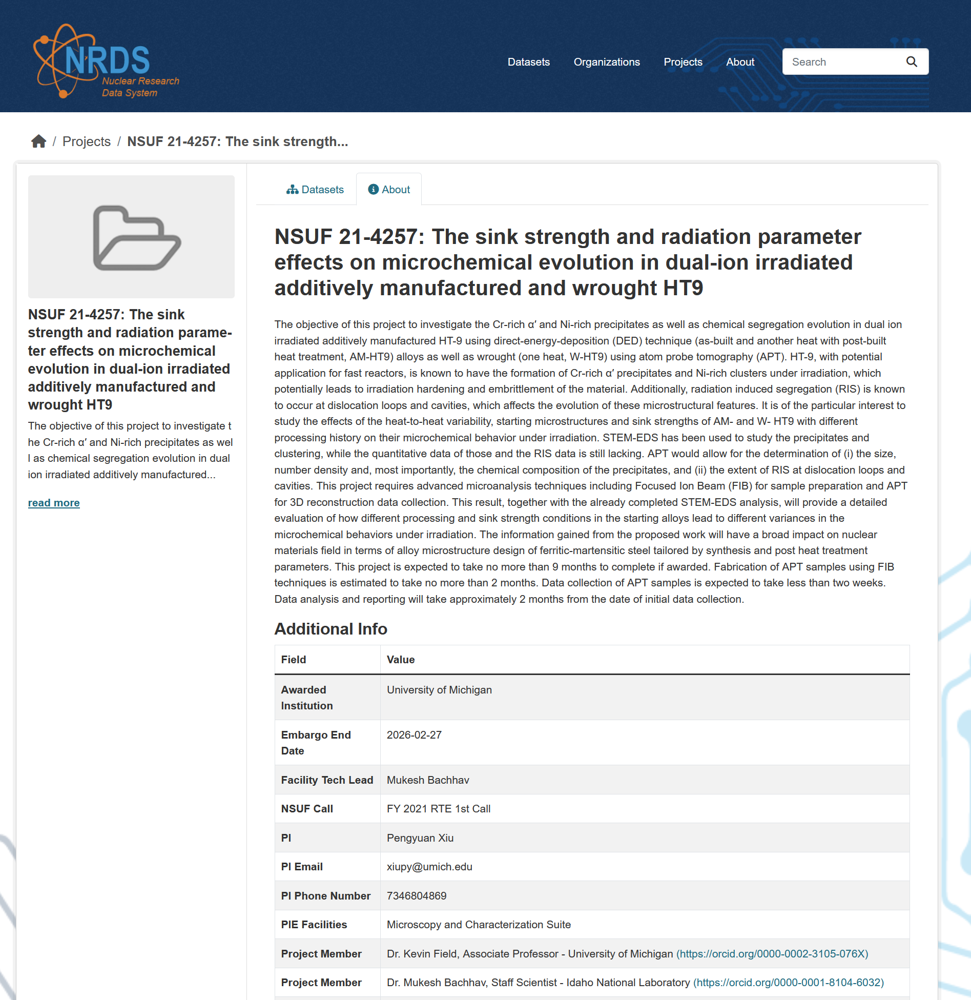 NRDS
Nuclear Research
Data System
Datasets
Organizations
Projects
About
Search
/ Projects / NSUF 21-4257: The sink strength...
NSUF 21-4257: The sink
strength and radiation parame-
ter effects on microchemical
evolution in dual-ion irradiated
additively manufactured and
wrought HT9
The objective of this project to investigate t
he Cr-rich α′ and Ni-rich precipitates as wel
l as chemical segregation evolution in dual
ion irradiated additively manufactured...
read more
Datasets
About
NSUF 21-4257: The sink strength and radiation parameter
effects on microchemical evolution in dual-ion irradiated
additively manufactured and wrought HT9
The objective of this project to investigate the Cr-rich α′ and Ni-rich precipitates as well as chemical segregation evolution in dual ion
irradiated additively manufactured HT-9 using direct-energy-deposition (DED) technique (as-built and another heat with post-built
heat treatment, AM-HT9) alloys as well as wrought (one heat, W-HT9) using atom probe tomography (APT). HT-9, with potential
application for fast reactors, is known to have the formation of Cr-rich α′ precipitates and Ni-rich clusters under irradiation, which
potentially leads to irradiation hardening and embrittlement of the material. Additionally, radiation induced segregation (RIS) is known
to occur at dislocation loops and cavities, which affects the evolution of these microstructural features. It is of the particular interest to
study the effects of the heat-to-heat variability, starting microstructures and sink strengths of AM- and W- HT9 with different
processing history on their microchemical behavior under irradiation. STEM-EDS has been used to study the precipitates and
clustering, while the quantitative data of those and the RIS data is still lacking. APT would allow for the determination of (i) the size,
number density and, most importantly, the chemical composition of the precipitates, and (ii) the extent of RIS at dislocation loops and
cavities. This project requires advanced microanalysis techniques including Focused Ion Beam (FIB) for sample preparation and APT
for 3D reconstruction data collection. This result, together with the already completed STEM-EDS analysis, will provide a detailed
evaluation of how different processing and sink strength conditions in the starting alloys lead to different variances in the
microchemical behaviors under irradiation. The information gained from the proposed work will have a broad impact on nuclear
materials field in terms of alloy microstructure design of ferritic-martensitic steel tailored by synthesis and post heat treatment
parameters. This project is expected to take no more than 9 months to complete if awarded. Fabrication of APT samples using FIB
techniques is estimated to take no more than 2 months. Data collection of APT samples is expected to take less than two weeks.
Data analysis and reporting will take approximately 2 months from the date of initial data collection.
Additional Info
Field Value
Awarded Institution University of Michigan
Embargo End Date 2026-02-27
Facility Tech Lead Mukesh Bachhav
NSUF Call FY 2021 RTE 1st Call
PI Pengyuan Xiu
PI Email xiupy@umich.edu
PI Phone Number 7346804869
PIE Facilities Microscopy and Characterization Suite
Project Member Dr. Kevin Field, Associate Professor - University of Michigan (https://orcid.org/0000-0002-3105-076X)
Project Member Dr. Mukesh Bachhav, Staff Scientist - Idaho National Laboratory (https://orcid.org/0000-0001-8104-6032)